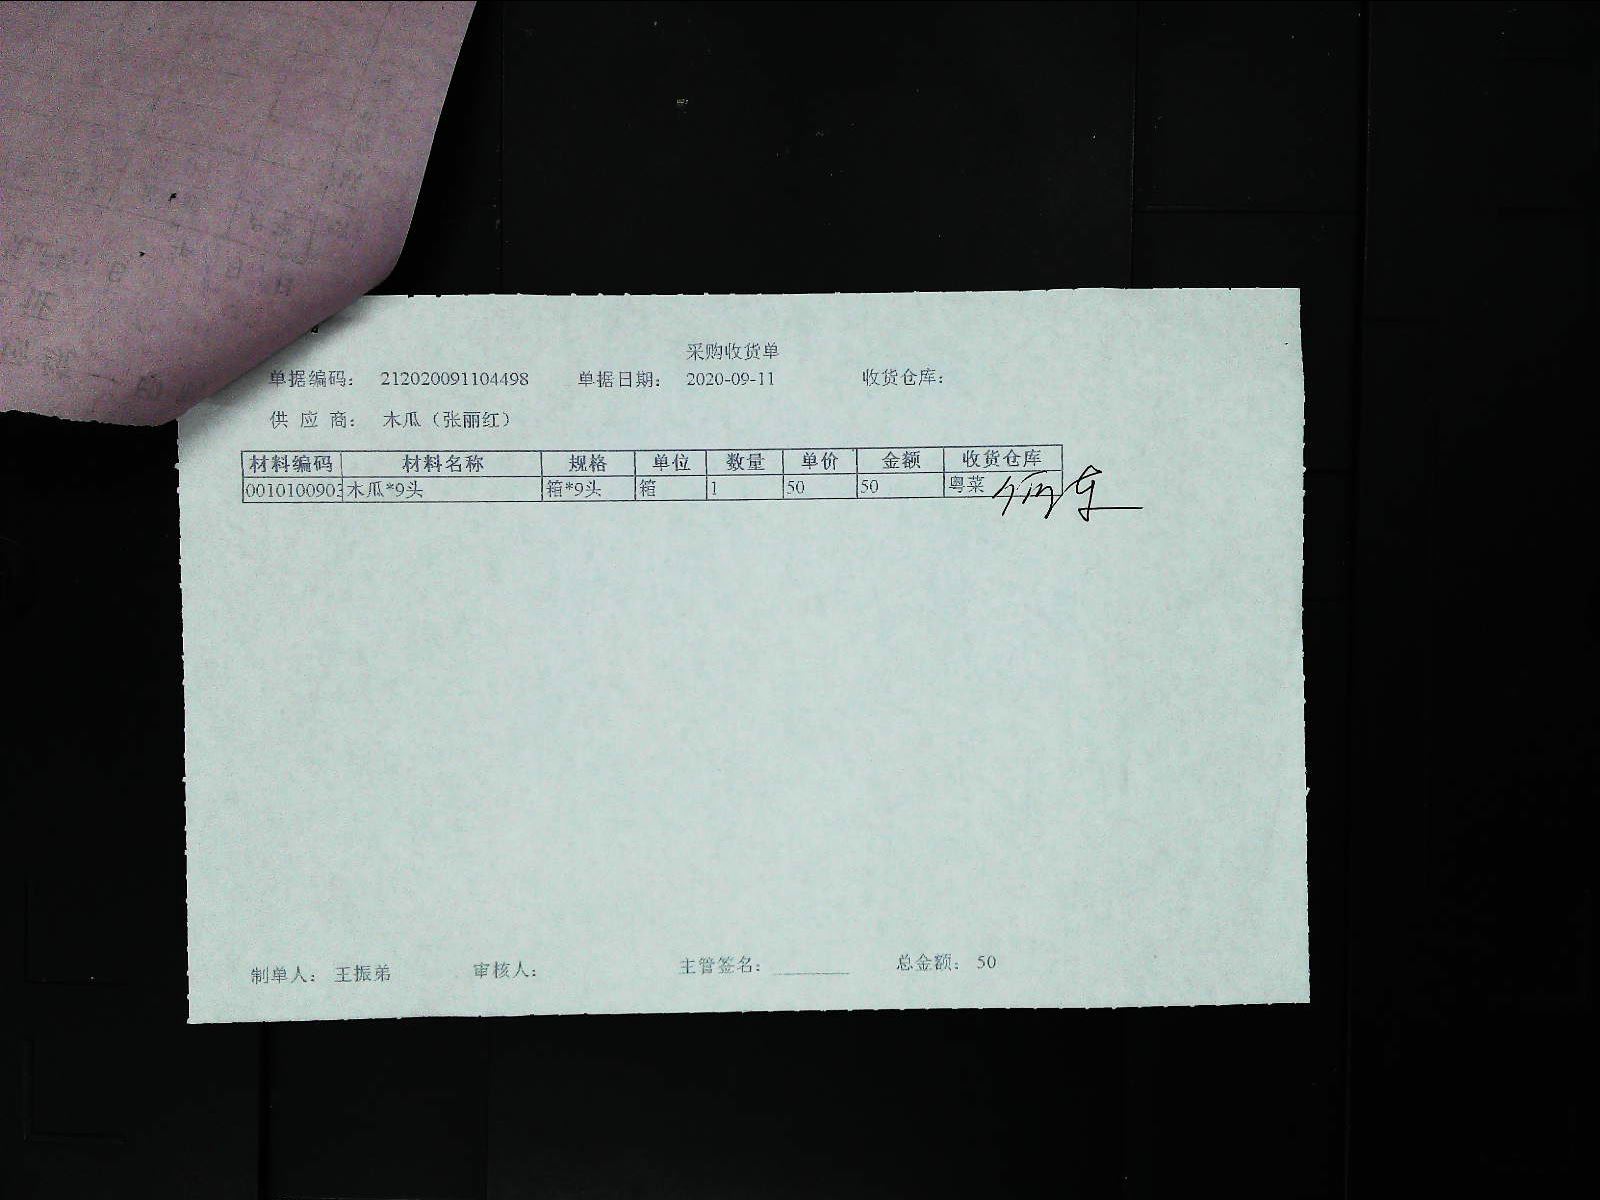 采购收货单
单据编码： 212020091104498 单据日期： 2020-09-11 收货仓库：
供 应 商： 木瓜（张丽红）
材料编码 材料名称 规格 单位 数量 单价 金额 收货仓库
0010100903 木瓜*9头 箱*9头 箱 1 50 50 粤菜
制单人： 王振弟 审核人： 主管签名： ________ 总金额： 50